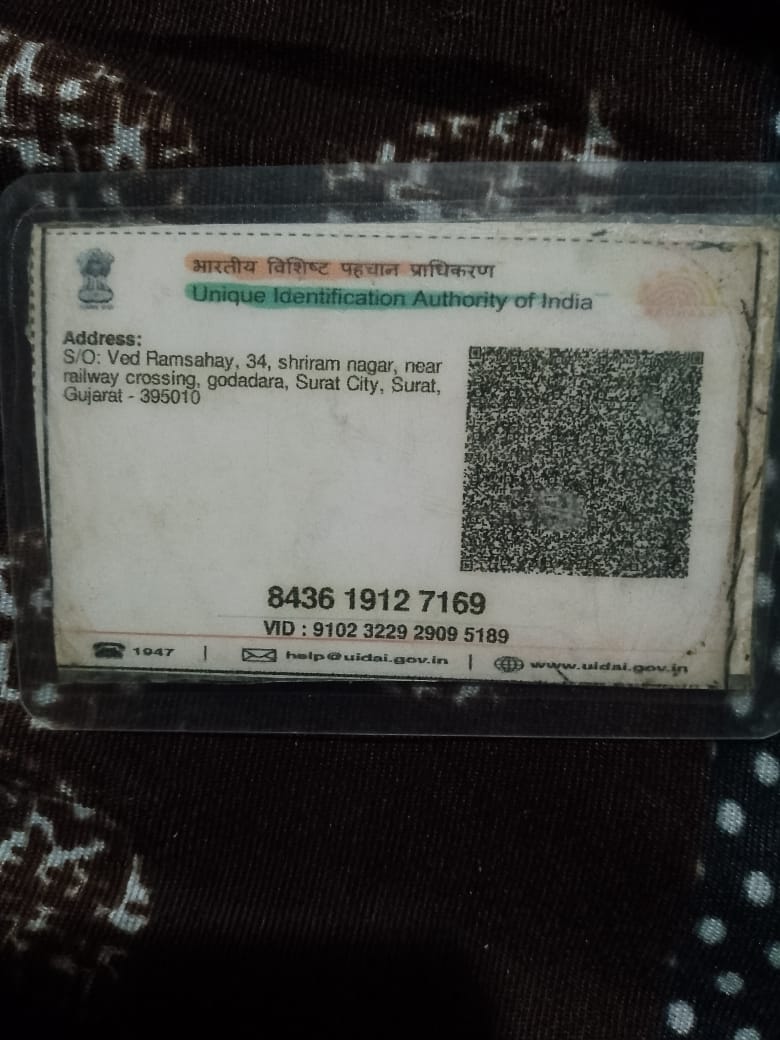 भारतीय विशिष्ट पहचान प्राधिकरण
Unique Identification Authority of India
Address:
S/O: Ved Ramsahay, 34, shriram nagar, near
railway crossing, godadara, Surat City, Surat,
Gujarat - 395010
8436 1912 7169
VID : 9102 3229 2909 5189
1947 | help@uidai.gov.in | www.uidai.gov.in